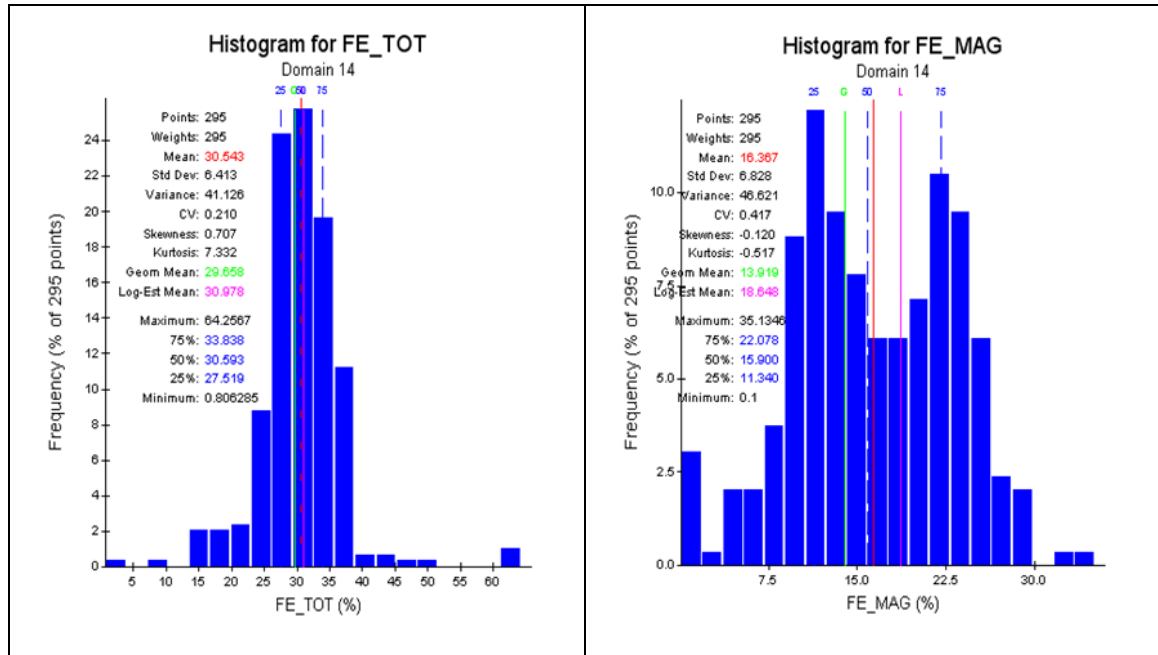 Histogram for FE_TOT
Domain 14
25 G 50 75
Points: 295
Weights: 295
Mean: 30.543
Std Dev: 6.413
Variance: 41.126
CV: 0.210
Skewness: 0.707
Kurtosis: 7.332
Geom Mean: 29.658
Log-Est Mean: 30.978
Maximum: 64.2567
75%: 33.838
50%: 30.593
25%: 27.519
Minimum: 0.806285
Frequency (% of 295 points)
24
22
20
18
16
14
12
10
8
6
4
2
0
5 10 15 20 25 30 35 40 45 50 55 60
FE_TOT (%)
Histogram for FE_MAG
Domain 14
25 G 50 L 75
Points: 295
Weights: 295
Mean: 16.367
Std Dev: 6.828
Variance: 46.621
CV: 0.417
Skewness: -0.120
Kurtosis: -0.517
Geom Mean: 13.919
Log-Est Mean: 18.648
Maximum: 35.1346
75%: 22.078
50%: 15.900
25%: 11.340
Minimum: 0.1
Frequency (% of 295 points)
10.0
7.5
5.0
2.5
0.0
7.5 15.0 22.5 30.0
FE_MAG (%)